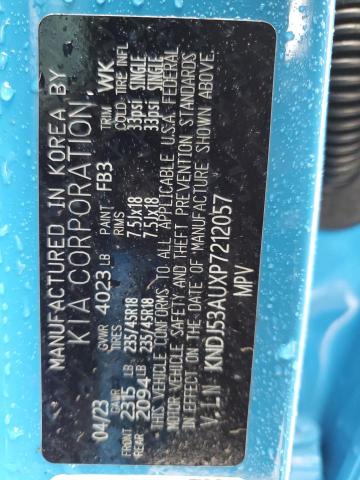 MANUFACTURED IN KOREA BY
KIA CORPORATION,
04/23 GVWR 4023 LB PAINT FB3 TRIM WK
GAWR TIRES RIMS COLD-TIRE INFL
FRONT 2315 LB 235/45R18 7.5JX18 33psi SINGLE
REAR 2094 LB 235/45R18 7.5JX18 33psi SINGLE
THIS VEHICLE CONFORMS TO ALL APPLICABLE U.S.A FEDERAL
MOTOR VEHICLE SAFETY AND THEFT PREVENTION STANDARDS
IN EFFECT ON THE DATE OF MANUFACTURE SHOWN ABOVE.
V.I.N KNDJ53AUXP7212057
MPV